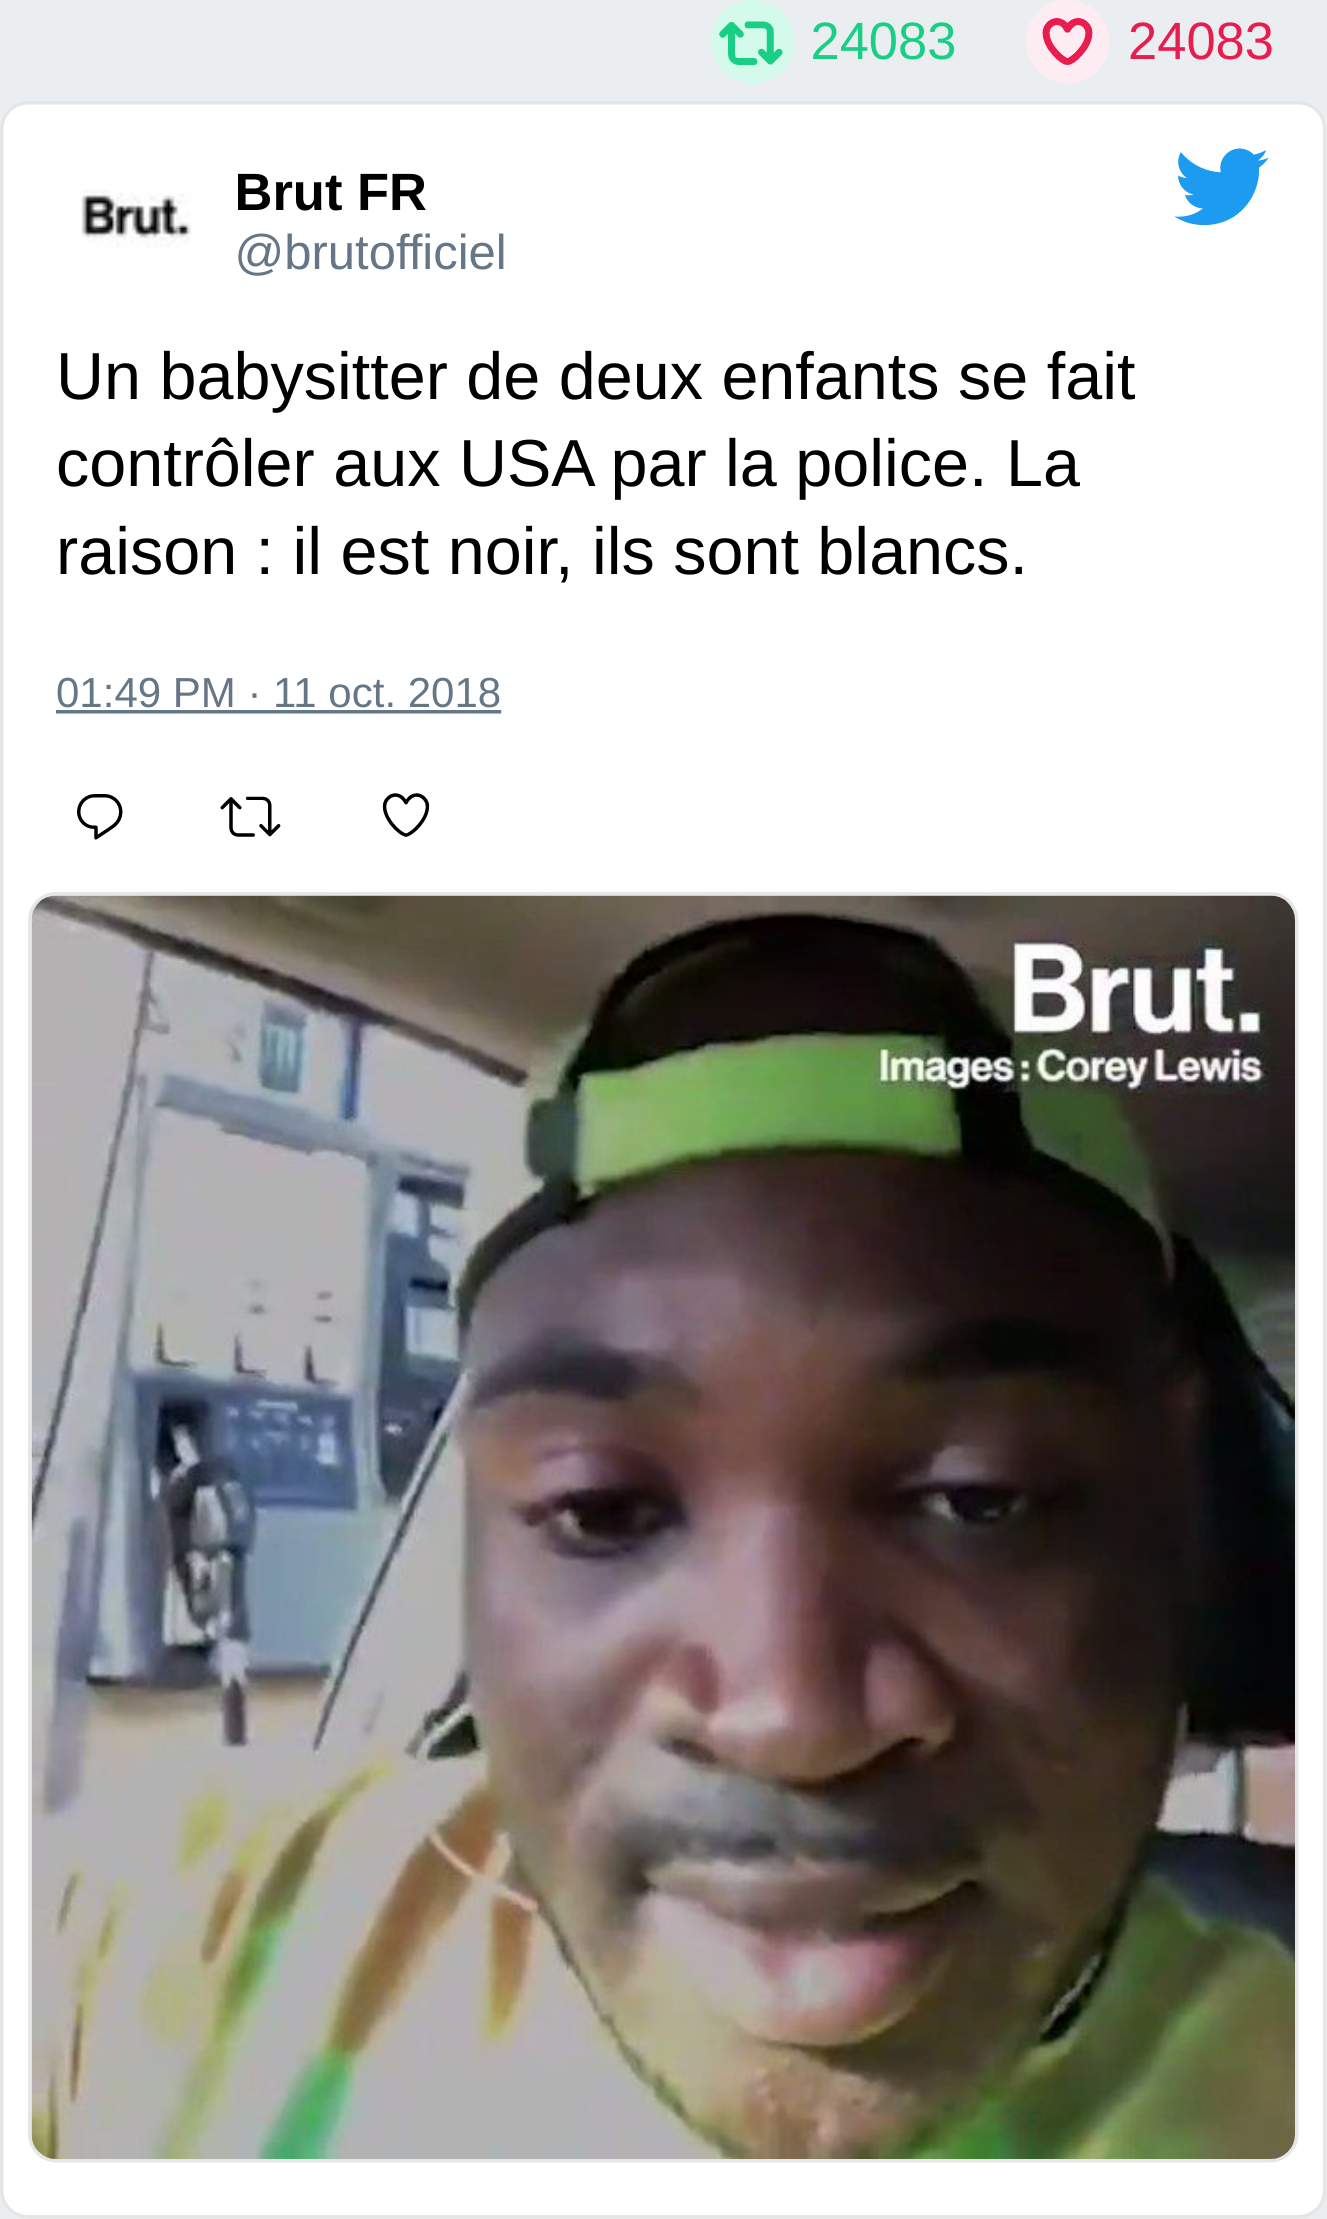 24083 24083
Brut.
Brut FR
@brutofficiel
Un babysitter de deux enfants se fait
contrôler aux USA par la police. La
raison : il est noir, ils sont blancs.
01:49 PM · 11 oct. 2018
Brut.
Images : Corey Lewis